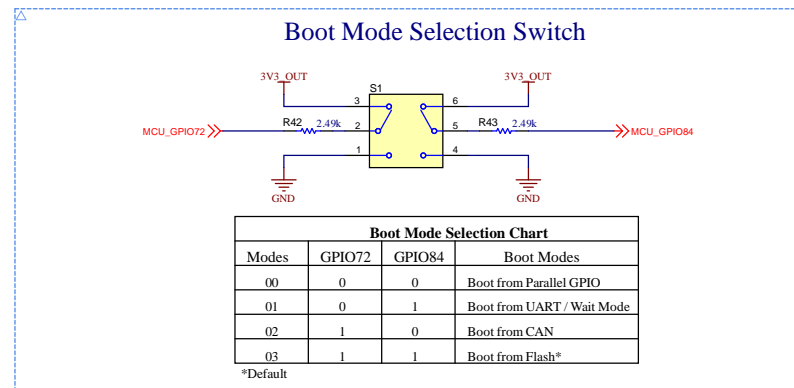 Boot Mode Selection Switch
3V3_OUT 3V3_OUT
S1
3 6
MCU_GPIO72 R42 2.49k 2 5 R43 2.49k MCU_GPIO84
1 4
GND GND
Boot Mode Selection Chart
Modes GPIO72 GPIO84 Boot Modes
00 0 0 Boot from Parallel GPIO
01 0 1 Boot from UART / Wait Mode
02 1 0 Boot from CAN
03 1 1 Boot from Flash*
*Default